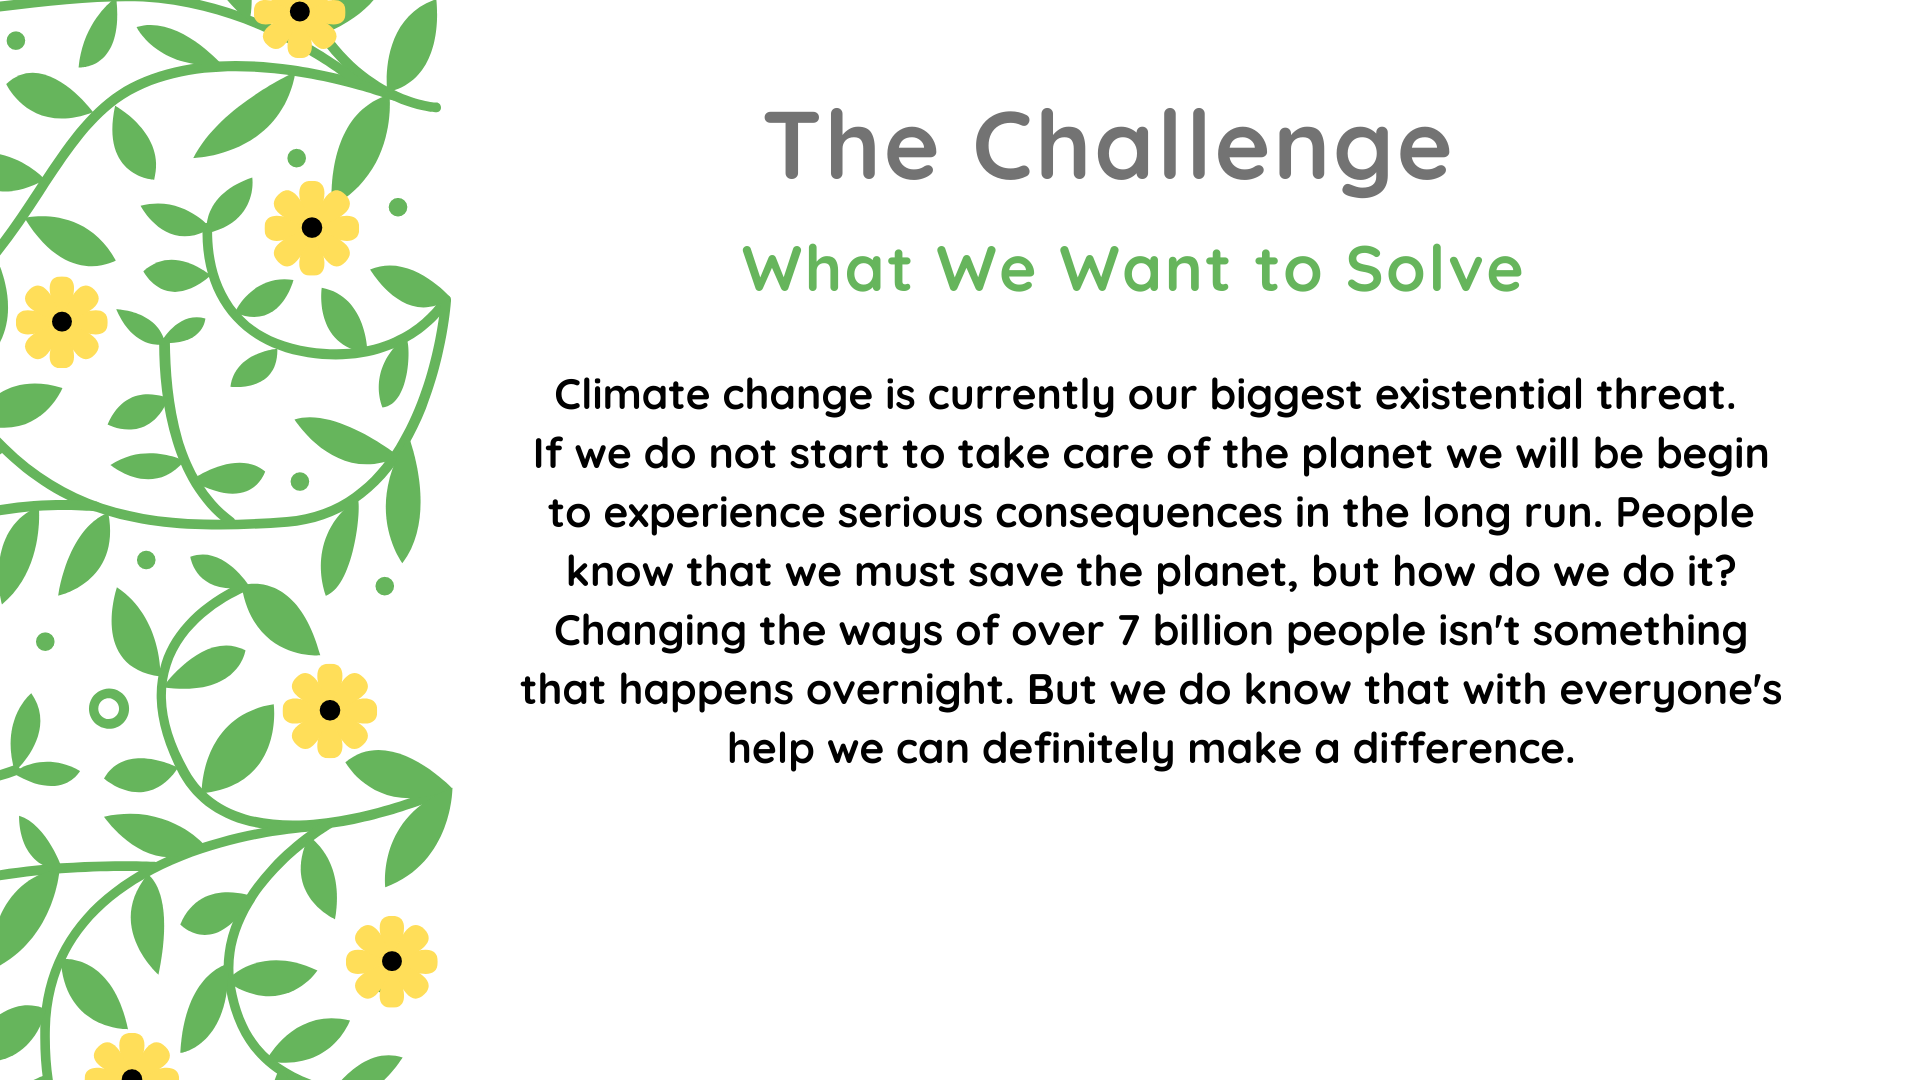 The Challenge
What We Want to Solve
Climate change is currently our biggest existential threat.
If we do not start to take care of the planet we will be begin
to experience serious consequences in the long run. People
know that we must save the planet, but how do we do it?
Changing the ways of over 7 billion people isn't something
that happens overnight. But we do know that with everyone's
help we can definitely make a difference.